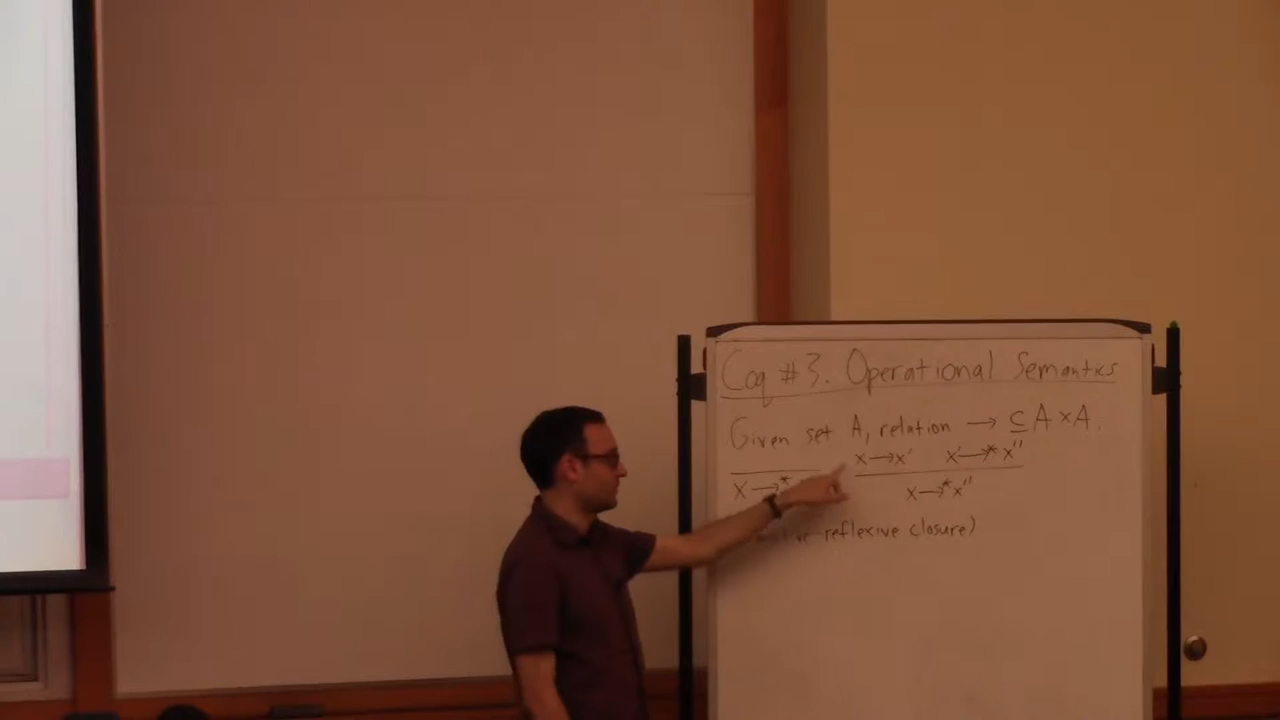 Coq #3. Operational Semantics
Given set A, relation → ⊆ A × A.
x → x' x' →* x''
x →* x →* x''
reflexive closure)